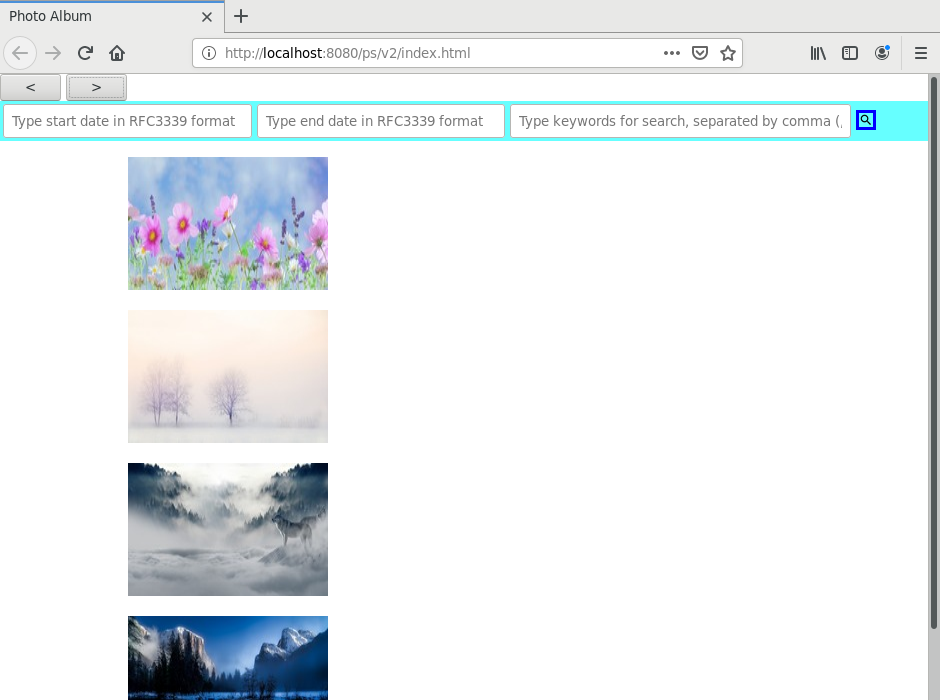 Photo Album
http://localhost:8080/ps/v2/index.html
< >
Type start date in RFC3339 format Type end date in RFC3339 format Type keywords for search, separated by comma (,